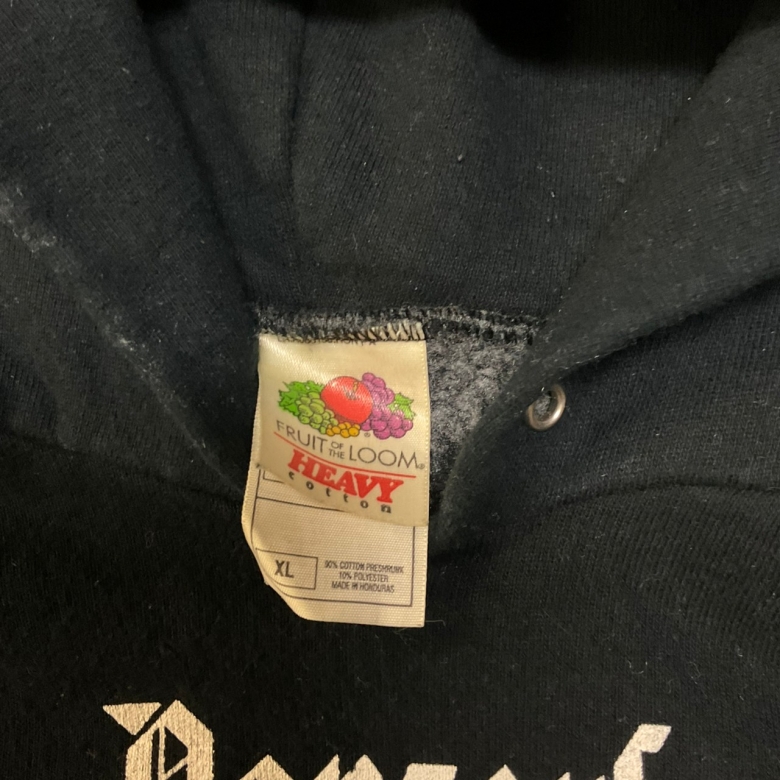 FRUIT OF THE LOOM®
HEAVY
cotton
XL
90% COTTON PRESHRUNK
10% POLYESTER
MADE IN HONDURAS